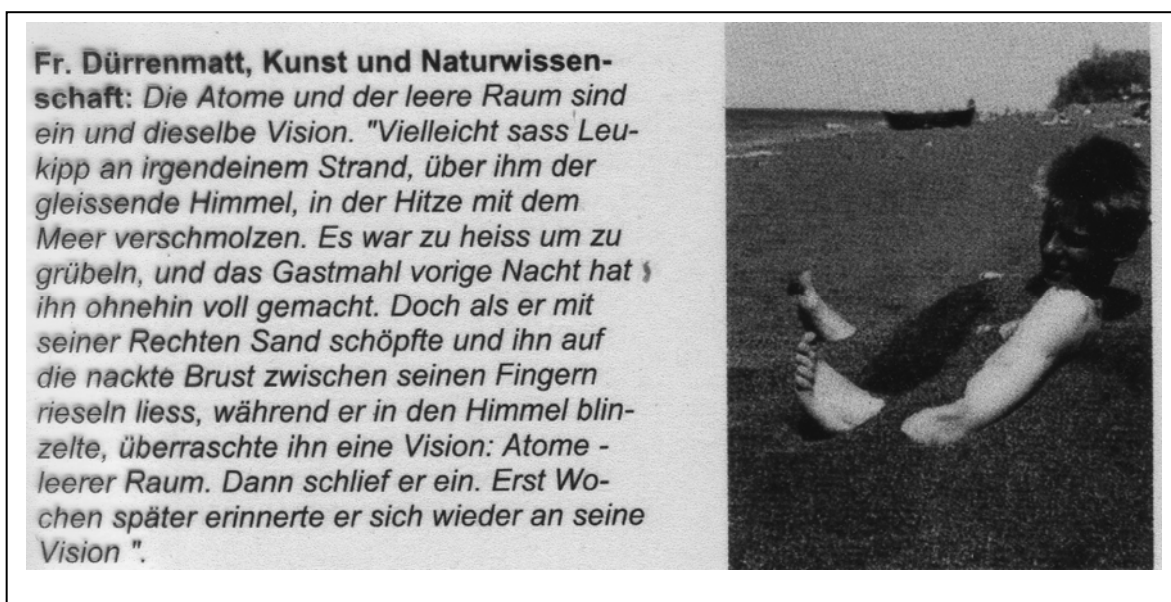 Fr. Dürrenmatt, Kunst und Naturwissen-
schaft: Die Atome und der leere Raum sind
ein und dieselbe Vision. "Vielleicht sass Leu-
kipp an irgendeinem Strand, über ihm der
gleissende Himmel, in der Hitze mit dem
Meer verschmolzen. Es war zu heiss um zu
grübeln, und das Gastmahl vorige Nacht hat
ihn ohnehin voll gemacht. Doch als er mit
seiner Rechten Sand schöpfte und ihn auf
die nackte Brust zwischen seinen Fingern
rieseln liess, während er in den Himmel blin-
zelte, überraschte ihn eine Vision: Atome -
leerer Raum. Dann schlief er ein. Erst Wo-
chen später erinnerte er sich wieder an seine
Vision ".